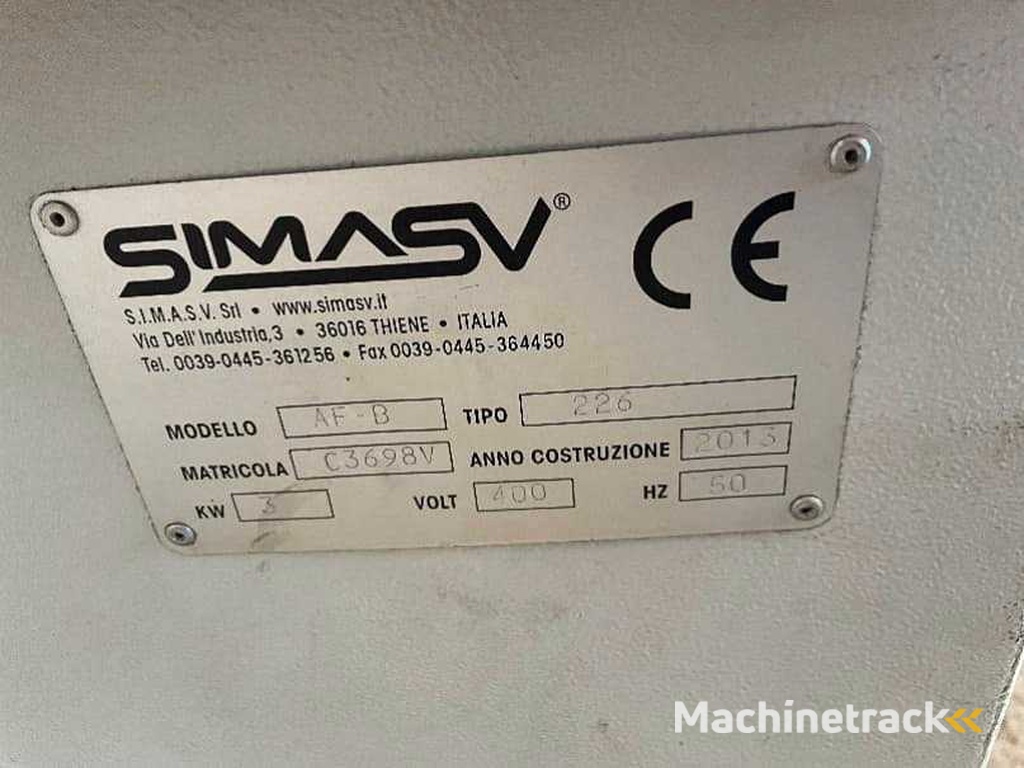 SIMASV®
CE
S.I.M.A.S.V. Srl • www.simasv.it
Via Dell' Industria,3 • 36016 THIENE • ITALIA
Tel. 0039-0445-361256 • Fax 0039-0445-364450
MODELLO AF-B TIPO 226
MATRICOLA C3698V ANNO COSTRUZIONE 2013
KW 3 VOLT 400 HZ 50
Machinetrack